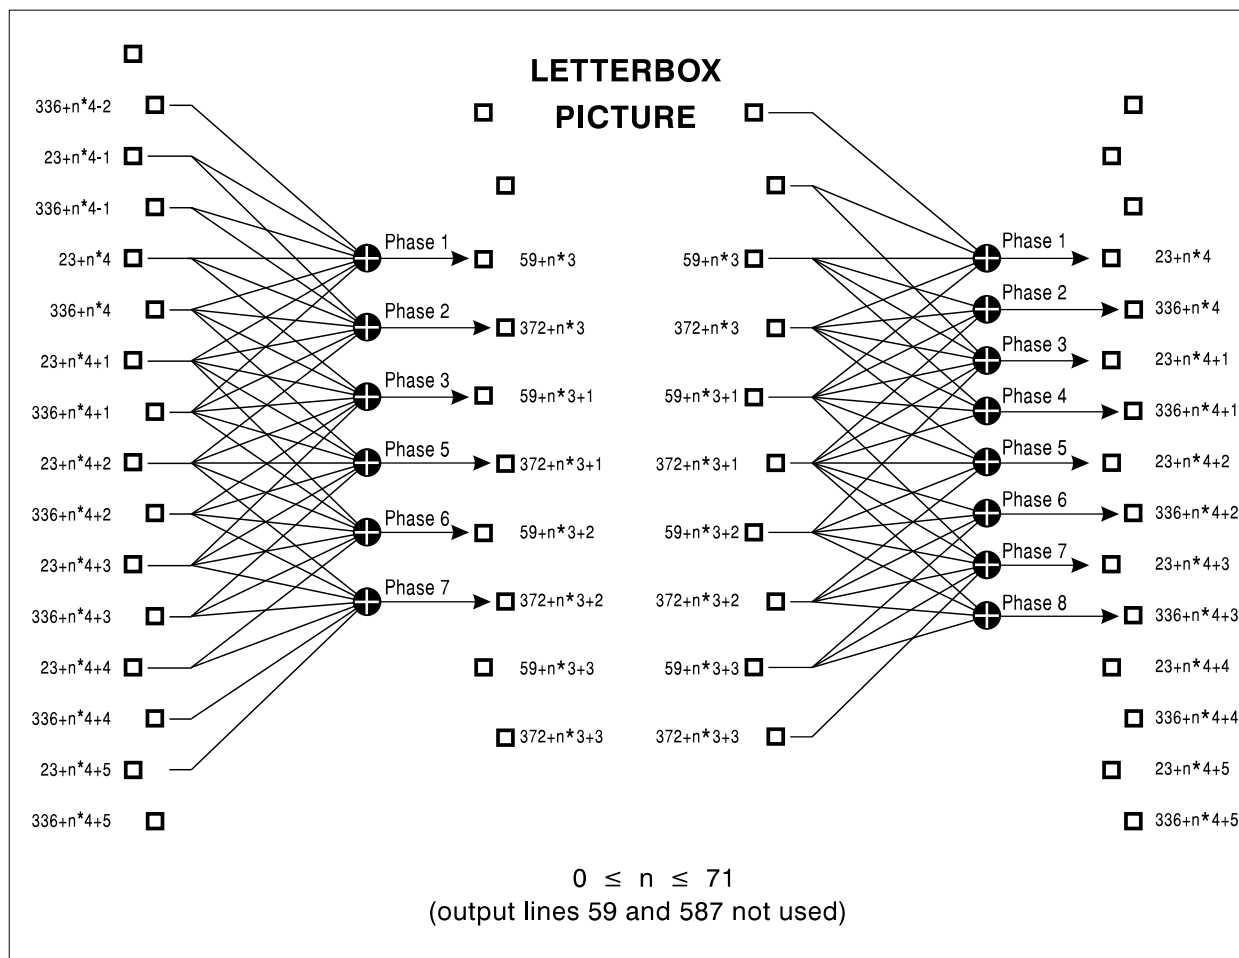 LETTERBOX
PICTURE
336+n*4-2
23+n*4-1
336+n*4-1
23+n*4
336+n*4
23+n*4+1
336+n*4+1
23+n*4+2
336+n*4+2
23+n*4+3
336+n*4+3
23+n*4+4
336+n*4+4
23+n*4+5
336+n*4+5
Phase 1
Phase 2
Phase 3
Phase 5
Phase 6
Phase 7
59+n*3
372+n*3
59+n*3+1
372+n*3+1
59+n*3+2
372+n*3+2
59+n*3+3
372+n*3+3
59+n*3
372+n*3
59+n*3+1
372+n*3+1
59+n*3+2
372+n*3+2
59+n*3+3
372+n*3+3
Phase 1
Phase 2
Phase 3
Phase 4
Phase 5
Phase 6
Phase 7
Phase 8
23+n*4
336+n*4
23+n*4+1
336+n*4+1
23+n*4+2
336+n*4+2
23+n*4+3
336+n*4+3
23+n*4+4
336+n*4+4
23+n*4+5
336+n*4+5
0 ≤ n ≤ 71
(output lines 59 and 587 not used)